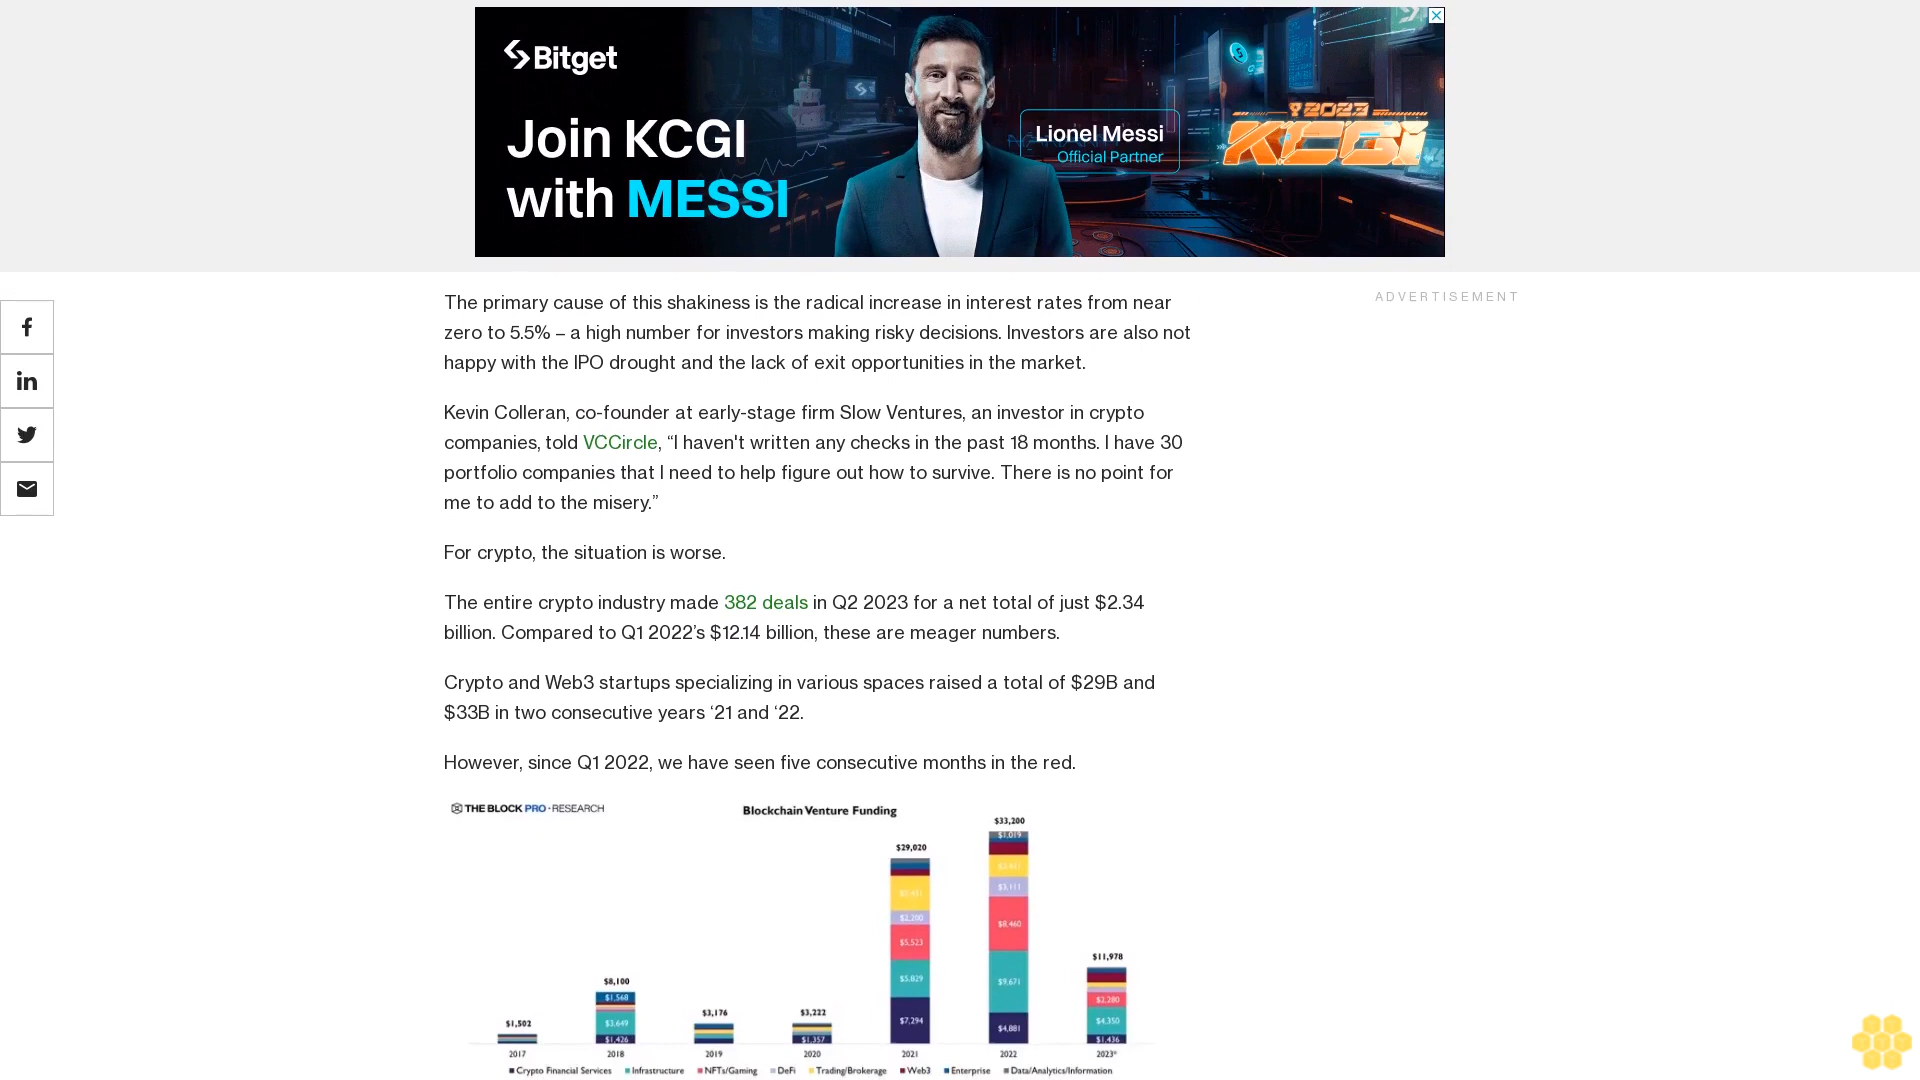 Bitget
Join KCGI
with MESSI
Lionel Messi
Official Partner
2023
KCGI
ADVERTISEMENT
The primary cause of this shakiness is the radical increase in interest rates from near
zero to 5.5% – a high number for investors making risky decisions. Investors are also not
happy with the IPO drought and the lack of exit opportunities in the market.
Kevin Colleran, co-founder at early-stage firm Slow Ventures, an investor in crypto
companies, told VCCircle, “I haven't written any checks in the past 18 months. I have 30
portfolio companies that I need to help figure out how to survive. There is no point for
me to add to the misery.”
For crypto, the situation is worse.
The entire crypto industry made 382 deals in Q2 2023 for a net total of just $2.34
billion. Compared to Q1 2022’s $12.14 billion, these are meager numbers.
Crypto and Web3 startups specializing in various spaces raised a total of $29B and
$33B in two consecutive years ‘21 and ‘22.
However, since Q1 2022, we have seen five consecutive months in the red.
THE BLOCK PRO · RESEARCH
Blockchain Venture Funding
$33,200
$1,019
$29,020
$3,111
$2,200
$8,460
$5,523
$11,978
$5,829
$9,671
$8,100
$1,568
$2,280
$1,502
$3,649
$3,176
$3,222
$7,294
$4,881
$4,350
$1,426
$1,357
$1,436
2017 2018 2019 2020 2021 2022 2023*
Crypto Financial Services Infrastructure NFTs/Gaming DeFi Trading/Brokerage Web3 Enterprise Data/Analytics/Information